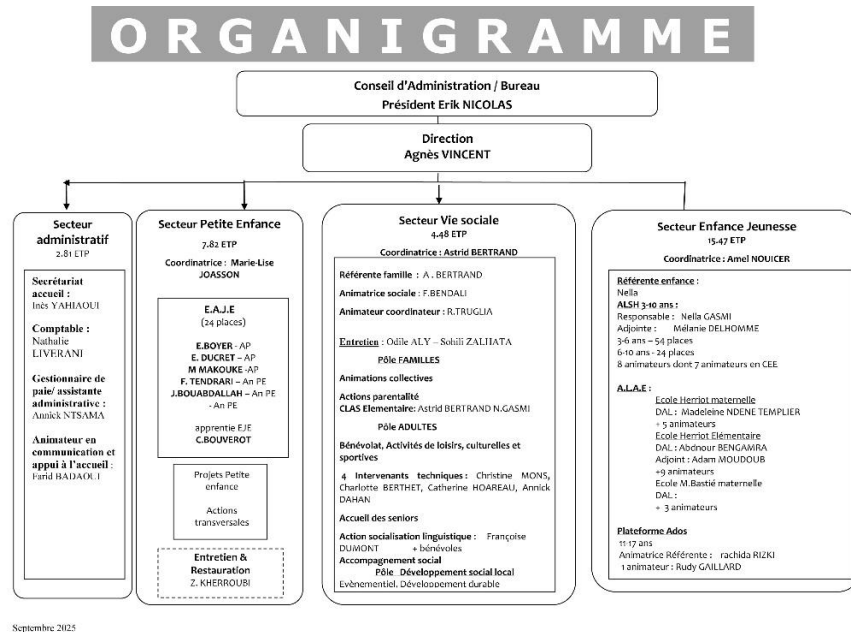 ORGANIGRAMME
Conseil d'Administration / Bureau
Président Erik NICOLAS
Direction
Agnès VINCENT
Secteur
administratif
2.81 ETP
Secrétariat
accueil :
Inès YAHIAOUI
Comptable :
Nathalie
LIVERANI
Gestionnaire de
paie/ assistante
administrative :
Annick NTSAMA
Animateur en
communication et
appui à l'accueil :
Farid BADAOUI
Secteur Petite Enfance
7.82 ETP
Coordinatrice : Marie-Lise
JOASSON
E.A.J.E
(24 places)
E.BOYER - AP
E. DUCRET – AP
M MAKOUKE -AP
F. TENDRARI – An PE
J.BOUABDALLAH – An PE
- An PE
apprentie EJE
C.BOUVEROT
Projets Petite
enfance
Actions
transversales
Entretien &
Restauration
Z. KHERROUBI
Secteur Vie sociale
4.48 ETP
Coordinatrice : Astrid BERTRAND
Référente famille : A . BERTRAND
Animatrice sociale : F.BENDALI
Animateur coordinateur : R.TRUGLIA
Entretien : Odile ALY – Sohili ZALIIATA
Pôle FAMILLES
Animations collectives
Actions parentalité
CLAS Elementaire: Astrid BERTRAND N.GASMI
Pôle ADULTES
Bénévolat, Activités de loisirs, culturelles et
sportives
4 Intervenants techniques : Christine MONS,
Charlotte BERTHET, Catherine HOAREAU, Annick
DAHAN
Accueil des seniors
Action socialisation linguistique : Françoise
DUMONT + bénévoles
Accompagnement social
Pôle Développement social local
Evènementiel. Développement durable
Secteur Enfance Jeunesse
15.47 ETP
Coordinatrice : Amel NOUICER
Référente enfance :
Nella
ALSH 3-10 ans :
Responsable : Nella GASMI
Adjointe : Mélanie DELHOMME
3-6 ans – 54 places
6-10 ans - 24 places
8 animateurs dont 7 animateurs en CEE
A.L.A.E :
Ecole Herriot maternelle
DAL : Madeleine NDENE TEMPLIER
+ 5 animateurs
Ecole Herriot Elémentaire
DAL : Abdnour BENGAMRA
Adjoint : Adam MOUDOUB
+9 animateurs
Ecole M.Bastié maternelle
DAL :
+ 3 animateurs
Plateforme Ados
11-17 ans
Animatrice Référente : rachida RIZKI
1 animateur : Rudy GAILLARD
Septembre 2025